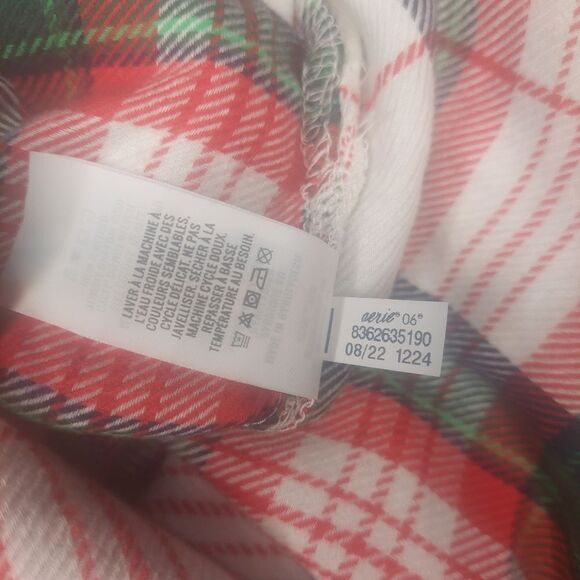 LAVER À LA MACHINE À
L'EAU FROIDE AVEC DES
COULEURS SEMBLABLES.
CYCLE DÉLICAT. NE PAS
JAVELLISER. SÉCHER À LA
MACHINE CYCLE DOUX.
REPASSER À BASSE
TEMPÉRATURE AU BESOIN.
aerie® 06®
8362635190
08/22 1224